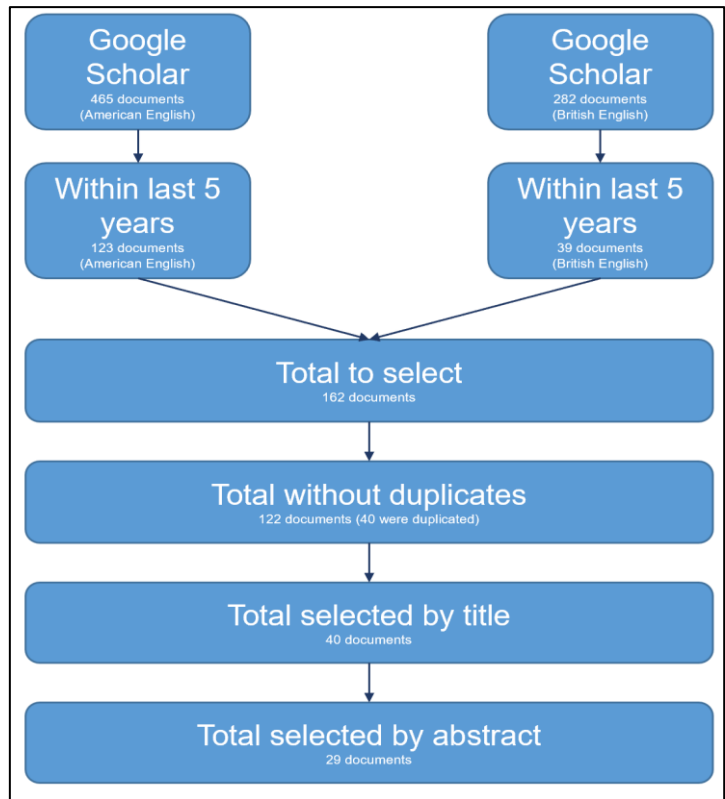 Google
Scholar
465 documents
(American English)
Google
Scholar
282 documents
(British English)
Within last 5
years
123 documents
(American English)
Within last 5
years
39 documents
(British English)
Total to select
162 documents
Total without duplicates
122 documents (40 were duplicated)
Total selected by title
40 documents
Total selected by abstract
29 documents